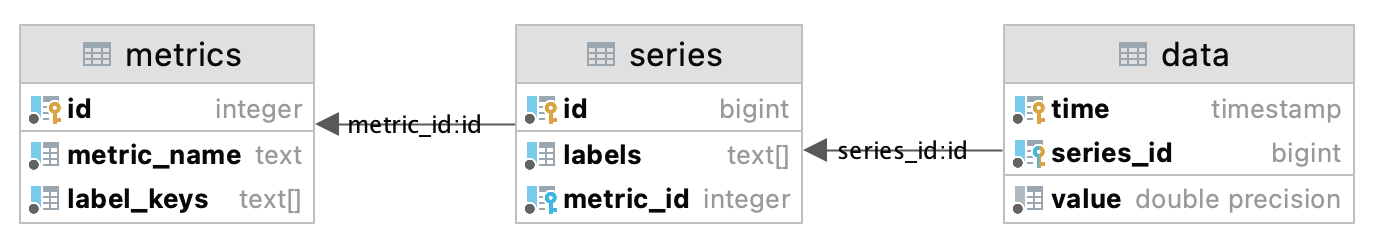 metrics
id integer
metric_name text
label_keys text[]
metric_id:id
series
id bigint
labels text[]
metric_id integer
series_id:id
data
time timestamp
series_id bigint
value double precision